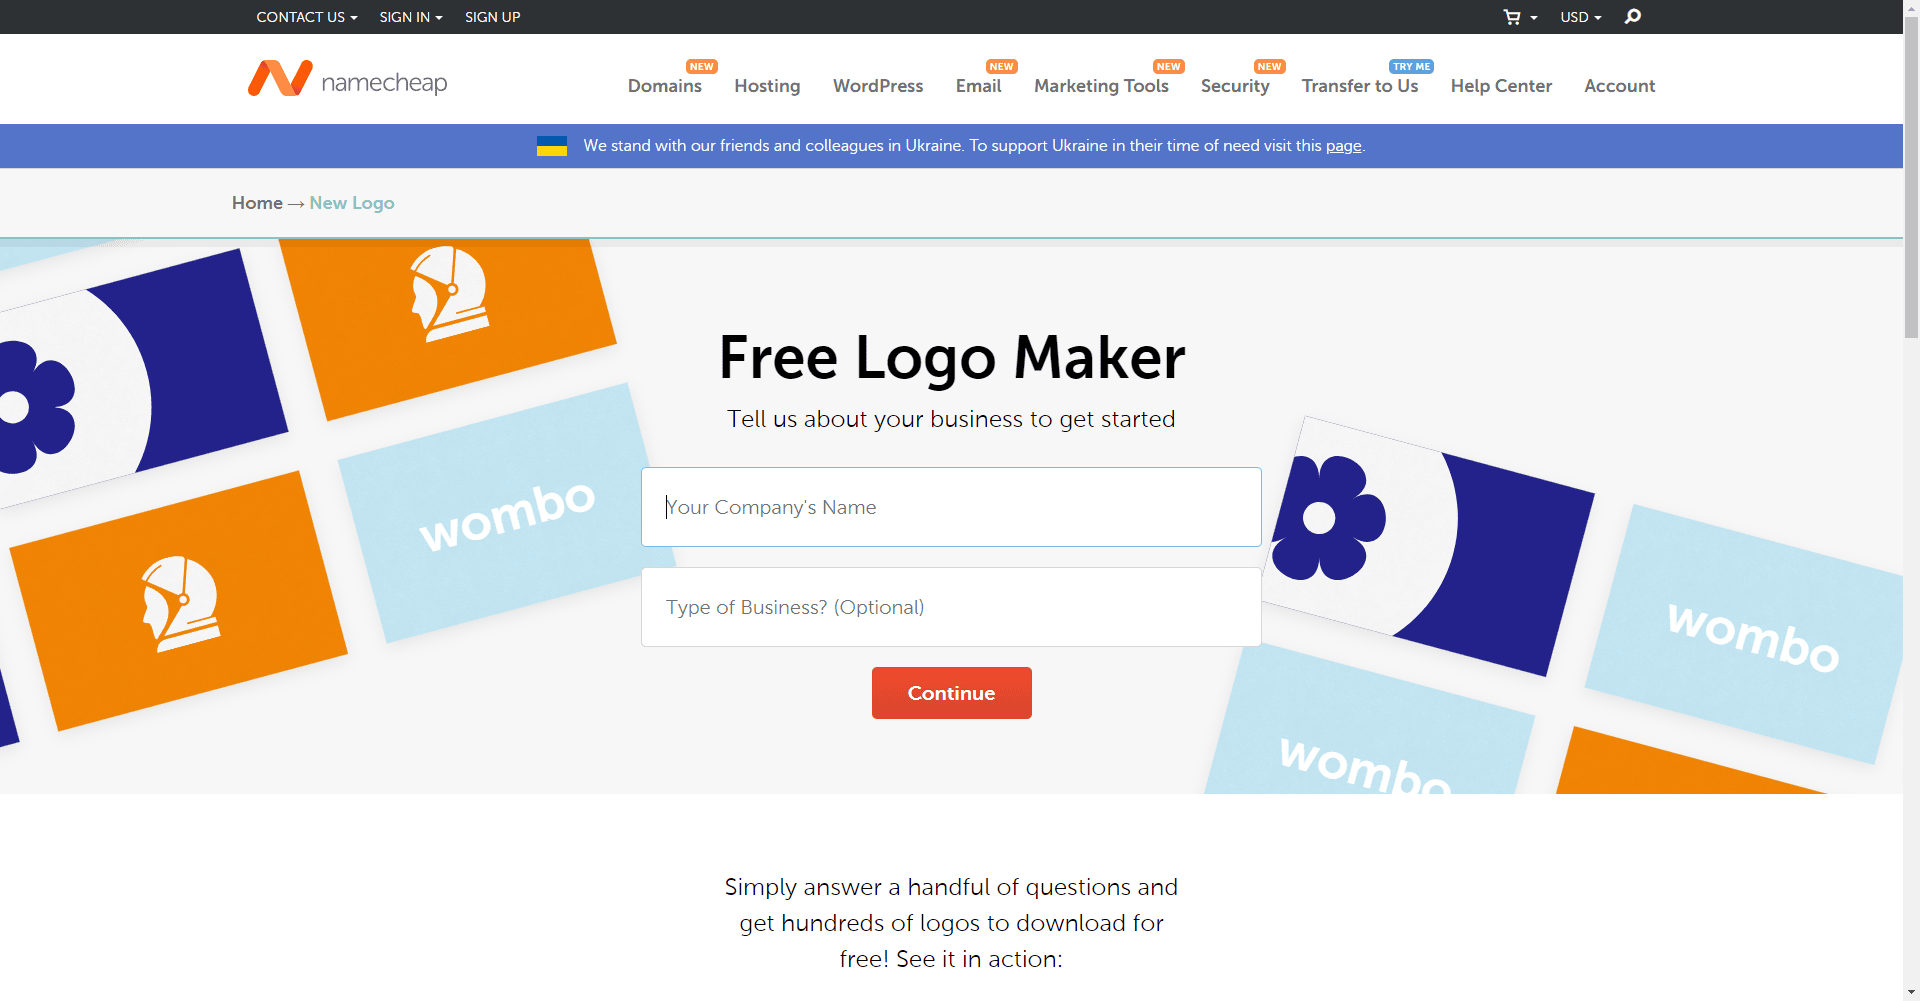 CONTACT US SIGN IN SIGN UP USD
namecheap
NEW NEW NEW NEW TRY ME
Domains Hosting WordPress Email Marketing Tools Security Transfer to Us Help Center Account
We stand with our friends and colleagues in Ukraine. To support Ukraine in their time of need visit this page.
Home → New Logo
Free Logo Maker
Tell us about your business to get started
wombo
Your Company's Name
Type of Business? (Optional)
wombo
Continue
wombo
Simply answer a handful of questions and
get hundreds of logos to download for
free! See it in action: